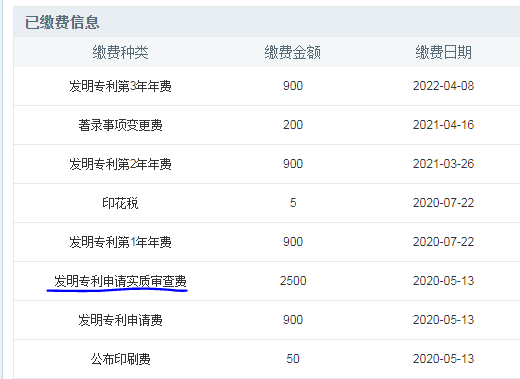 已缴费信息
缴费种类 缴费金额 缴费日期
发明专利第3年年费 900 2022-04-08
著录事项变更费 200 2021-04-16
发明专利第2年年费 900 2021-03-26
印花税 5 2020-07-22
发明专利第1年年费 900 2020-07-22
发明专利申请实质审查费 2500 2020-05-13
发明专利申请费 900 2020-05-13
公布印刷费 50 2020-05-13